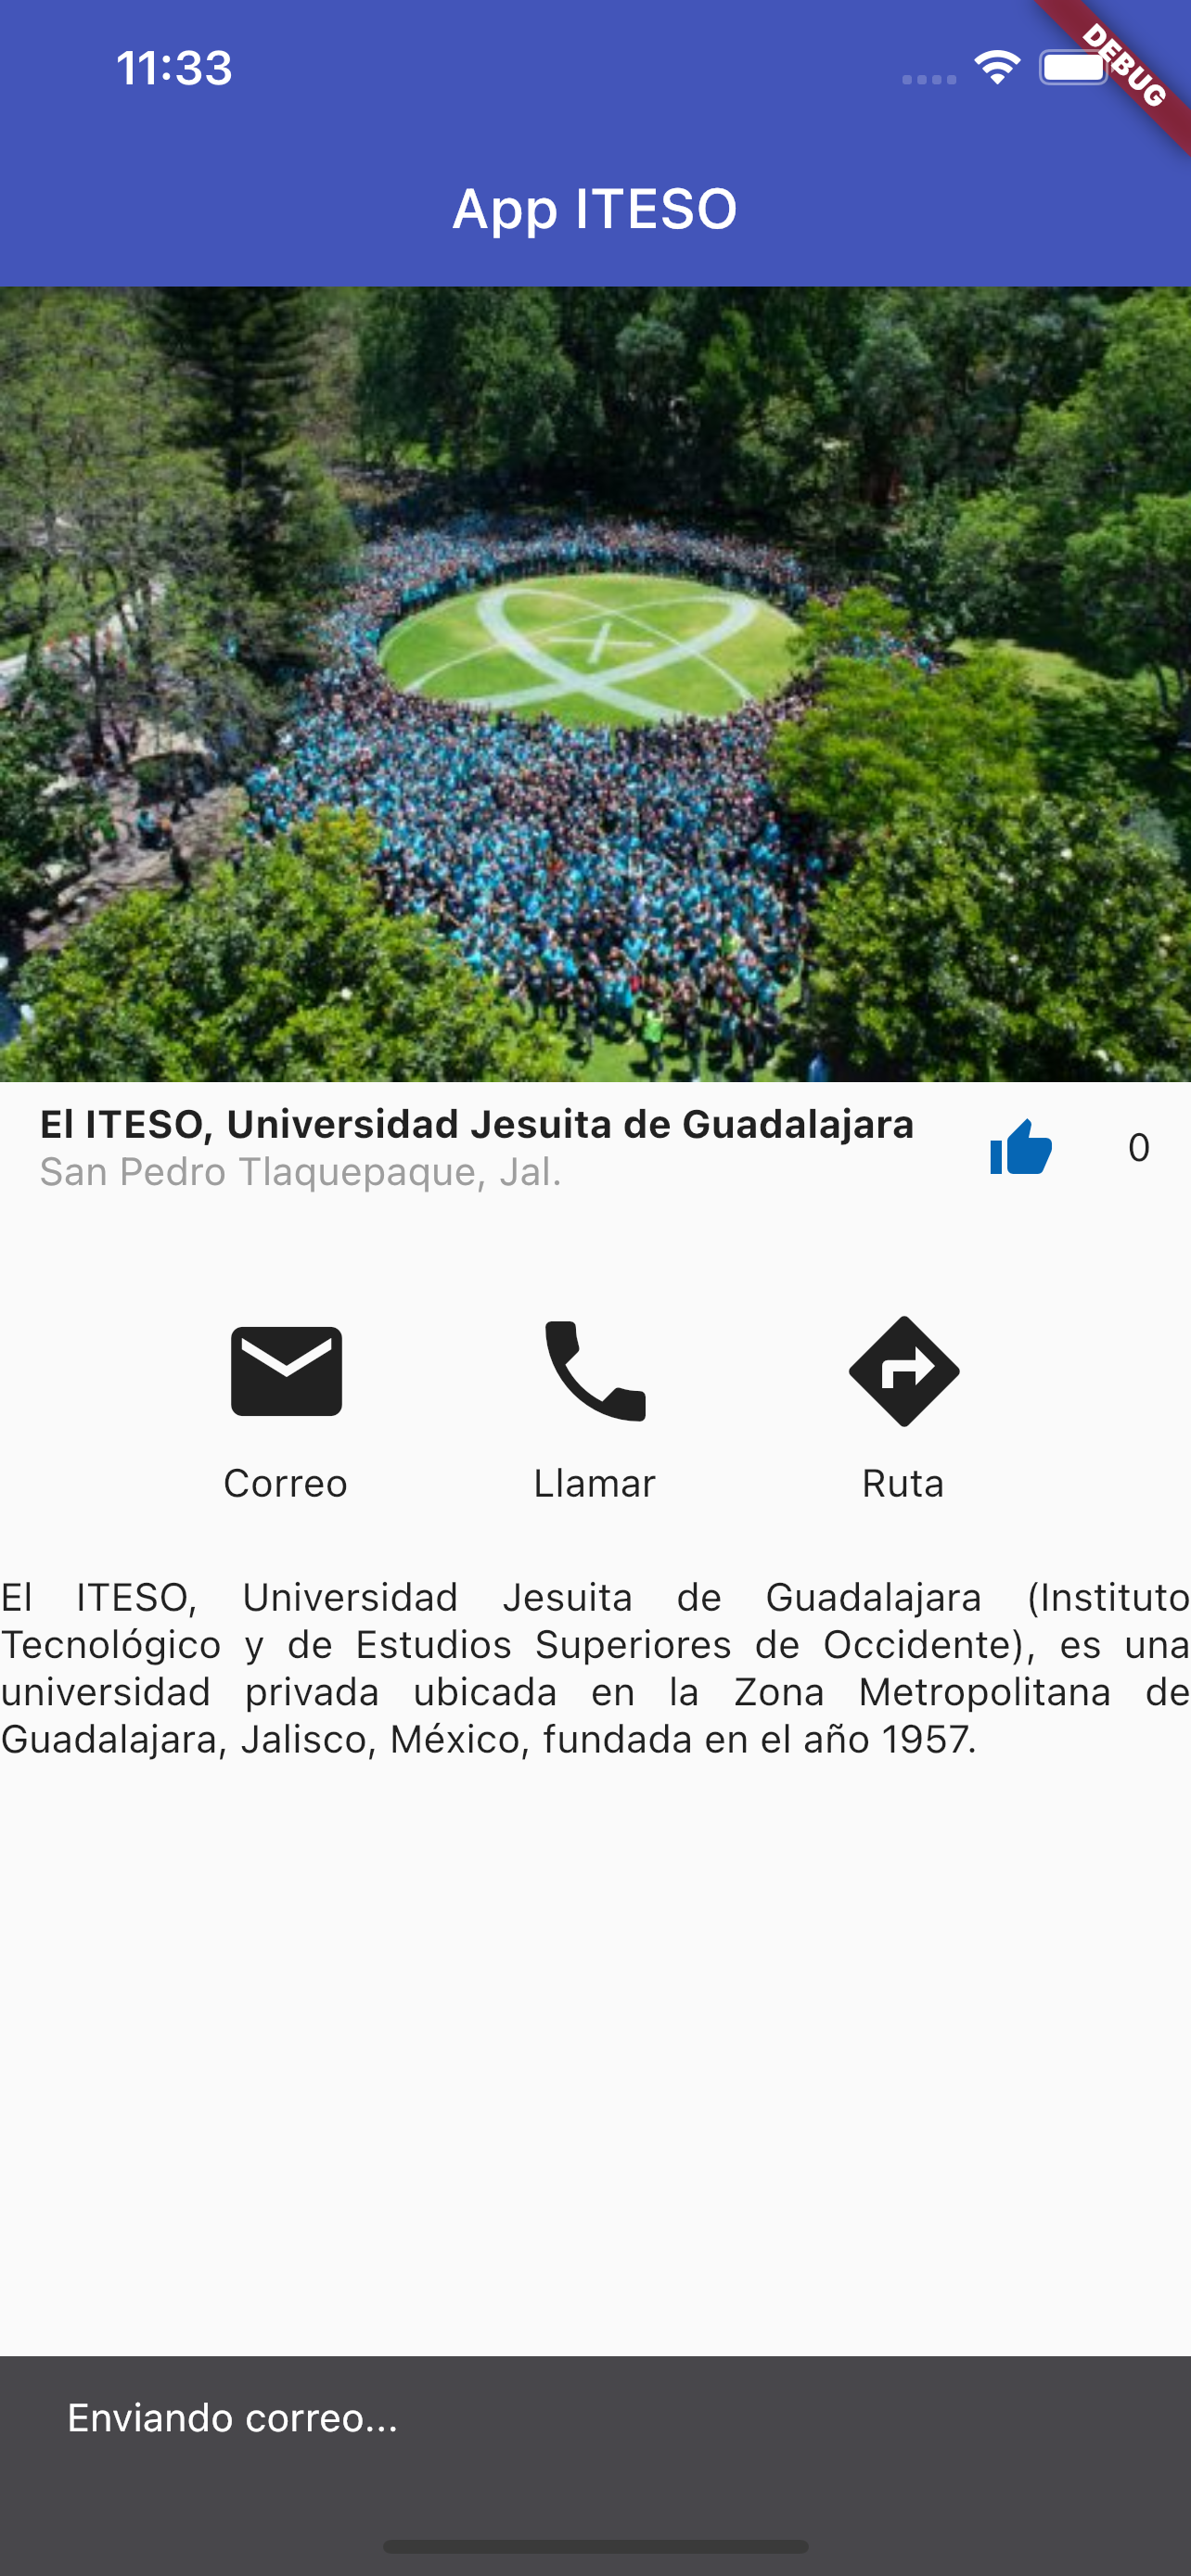 11:33
DEBUG
App ITESO
El ITESO, Universidad Jesuita de Guadalajara
San Pedro Tlaquepaque, Jal.
0
Correo
Llamar
Ruta
El ITESO, Universidad Jesuita de Guadalajara (Instituto
Tecnológico y de Estudios Superiores de Occidente), es una
universidad privada ubicada en la Zona Metropolitana de
Guadalajara, Jalisco, México, fundada en el año 1957.
Enviando correo...